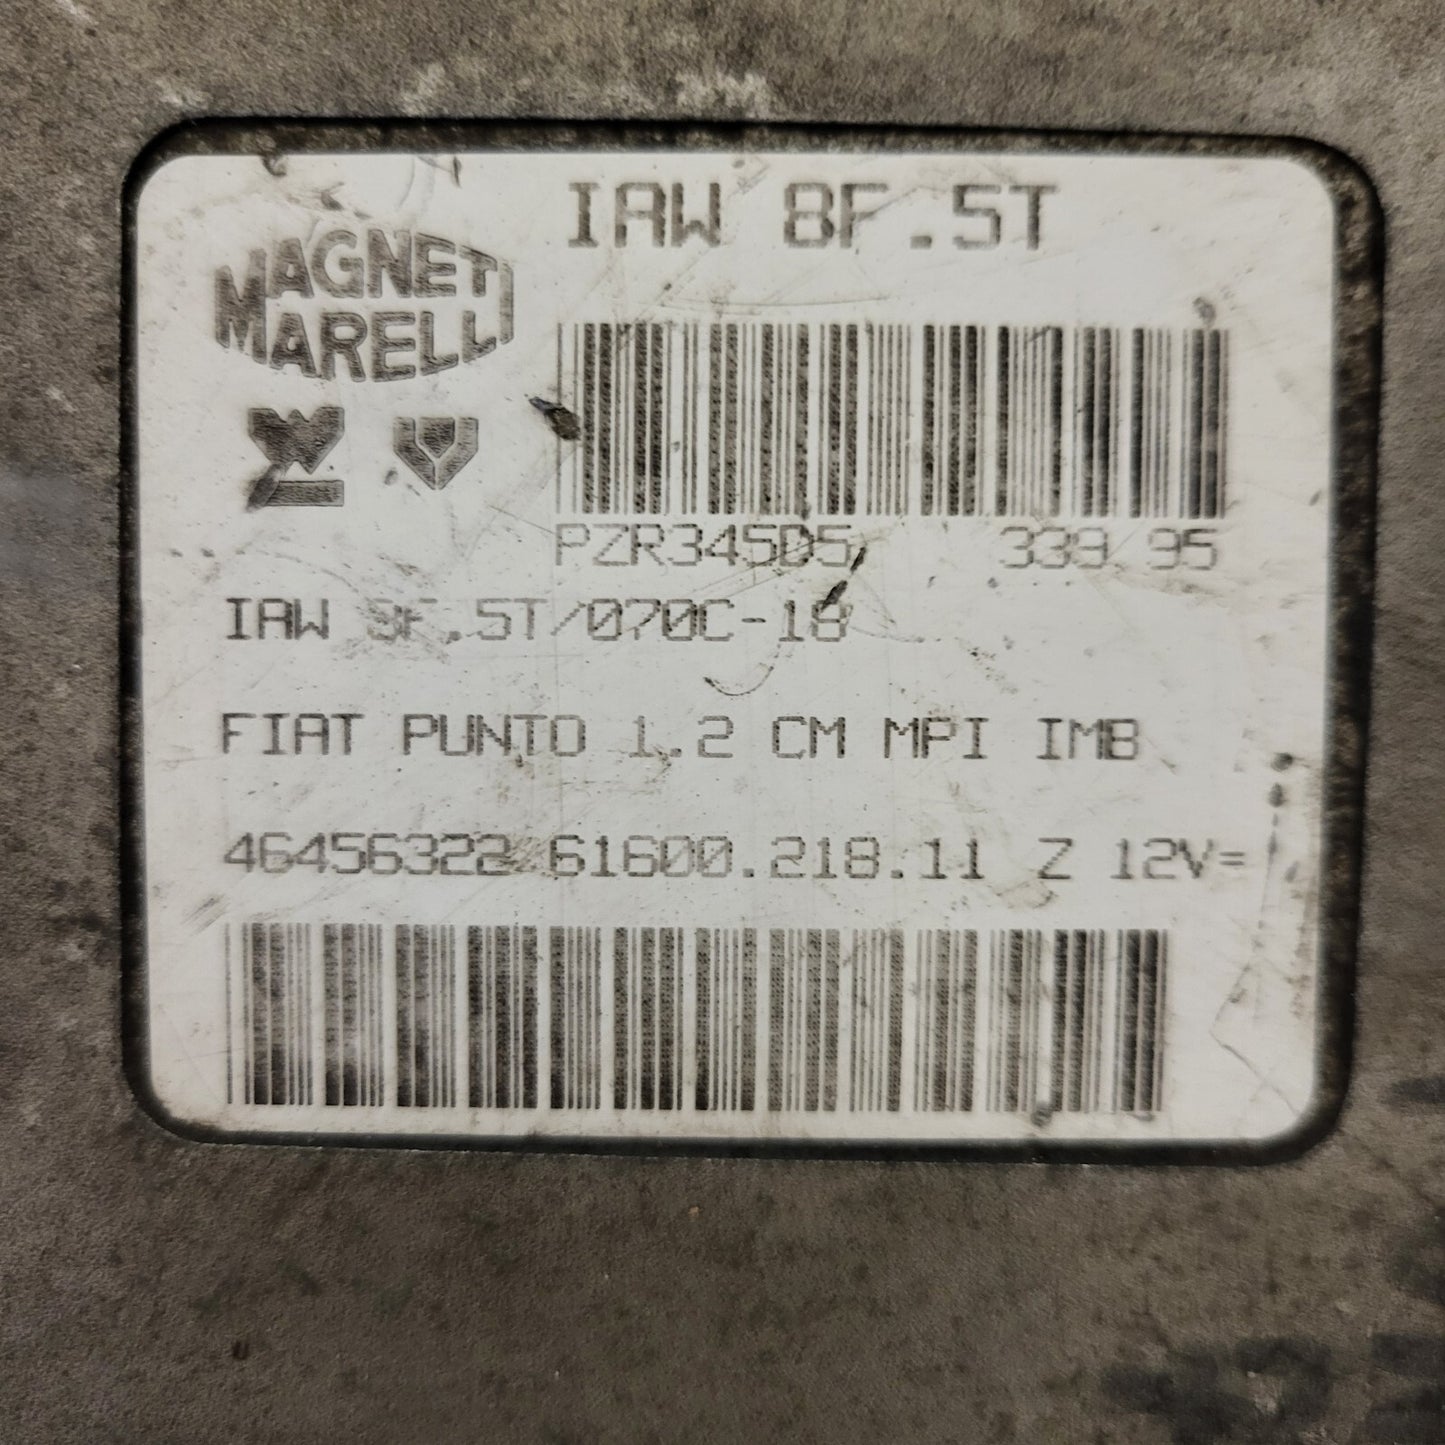 IAW 8F.5T
MAGNETI
MARELLI
PZR345D5 339 95
IAW 8F.5T/070C-18
FIAT PUNTO 1.2 CM MPI IMB
46456322 61600.218.11 Z 12V=